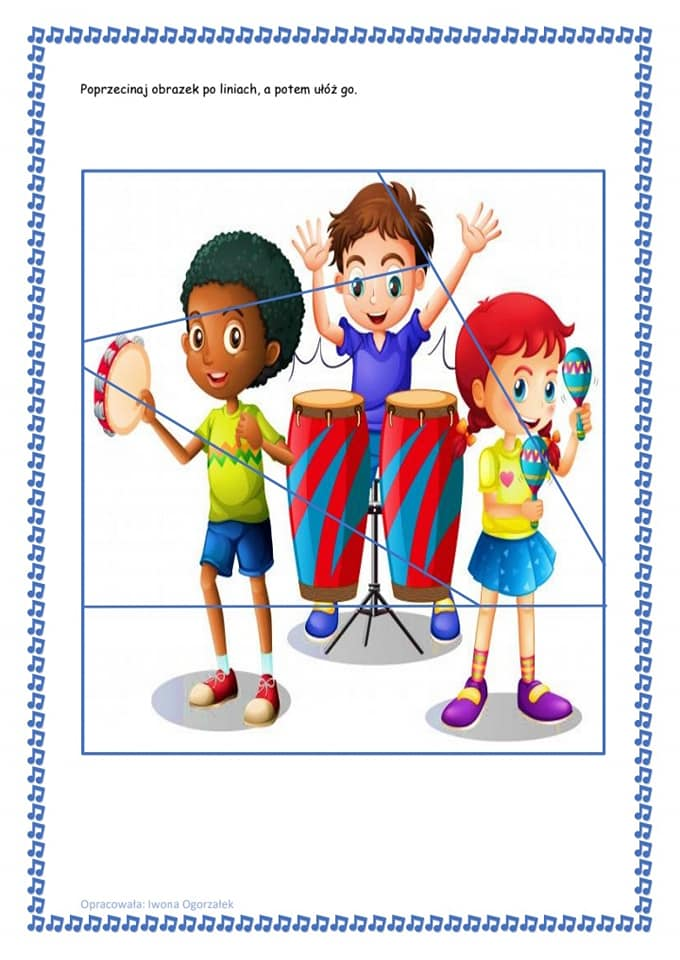 Poprzecinaj obrazek po liniach, a potem ułóż go.
Opracowała: Iwona Ogorzałek